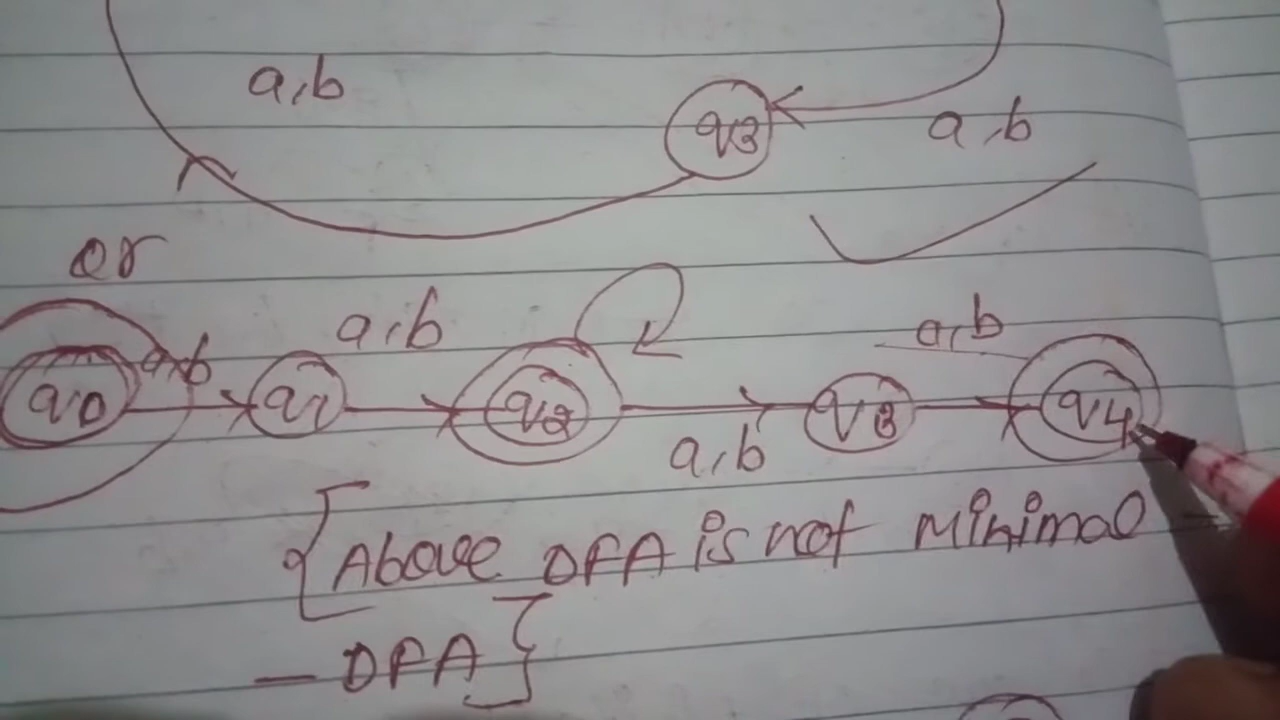 a,b
q3
a,b
or
a,b a,b
q0 a,b q1 q2 q3 q4
a,b
{Above DFA is not Minimal
— DFA}